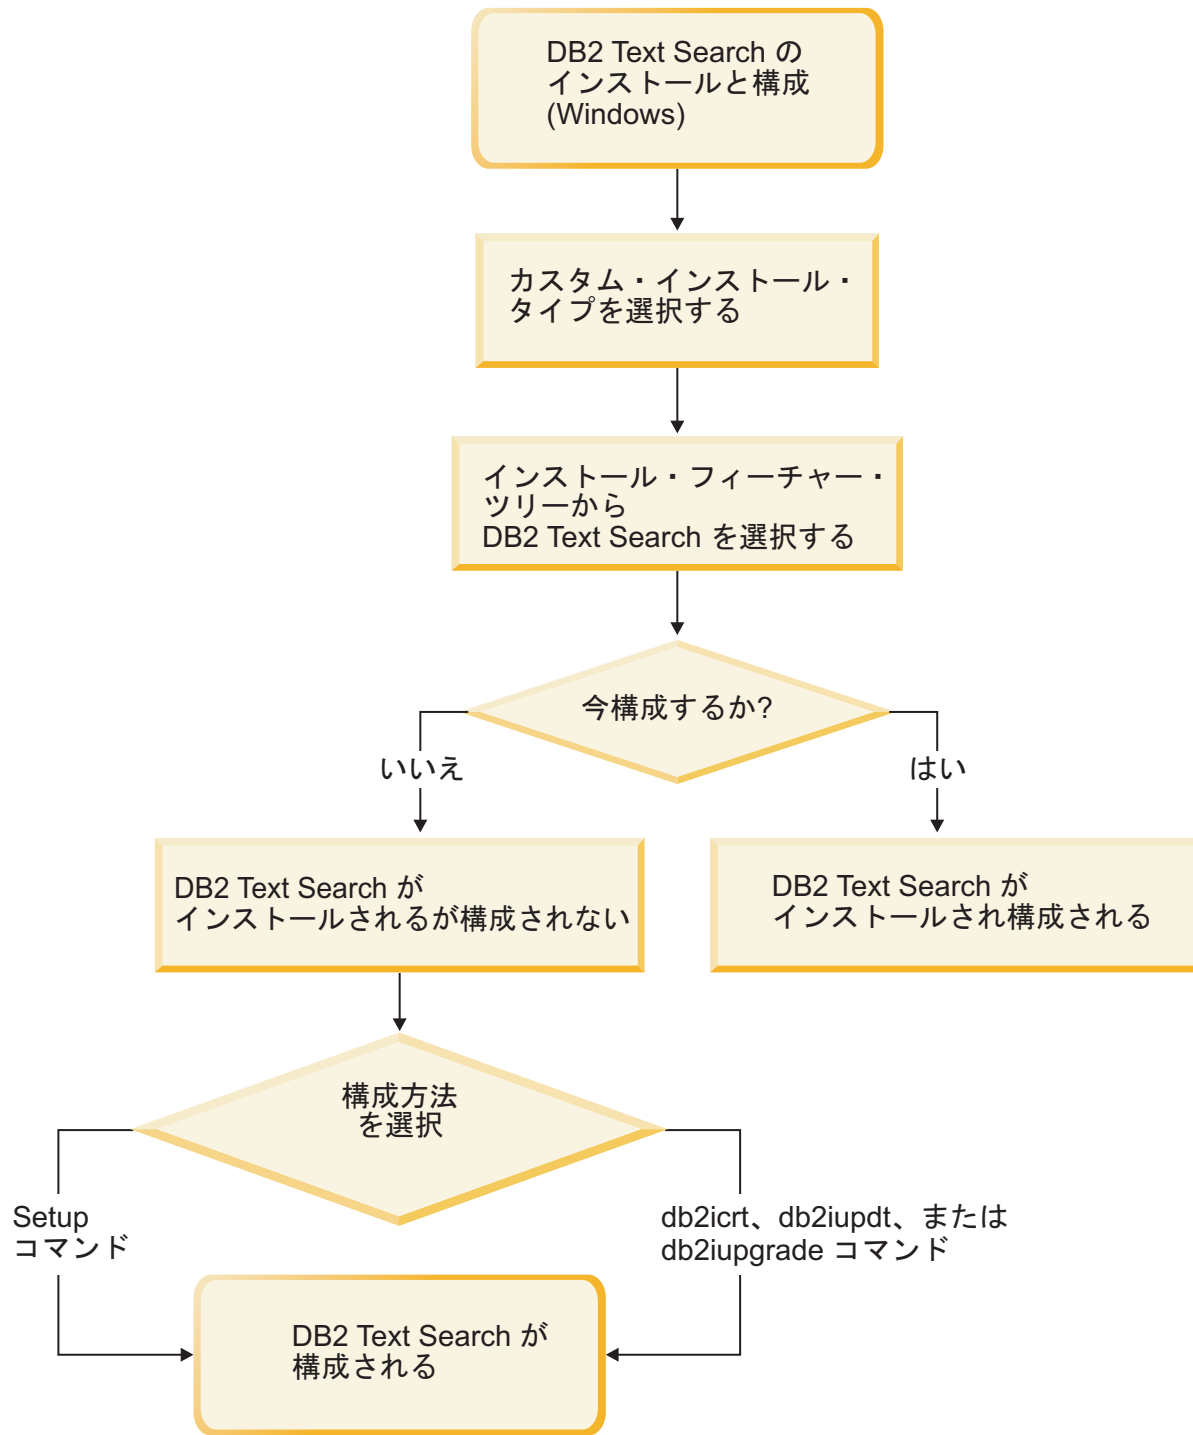 DB2 Text Search の
インストールと構成
(Windows)
カスタム・インストール・
タイプを選択する
インストール・フィーチャー・
ツリーから
DB2 Text Search を選択する
今構成するか?
いいえ
はい
DB2 Text Search が
インストールされるが構成されない
DB2 Text Search が
インストールされ構成される
構成方法
を選択
Setup
コマンド
db2icrt、db2iupdt、または
db2iupgrade コマンド
DB2 Text Search が
構成される